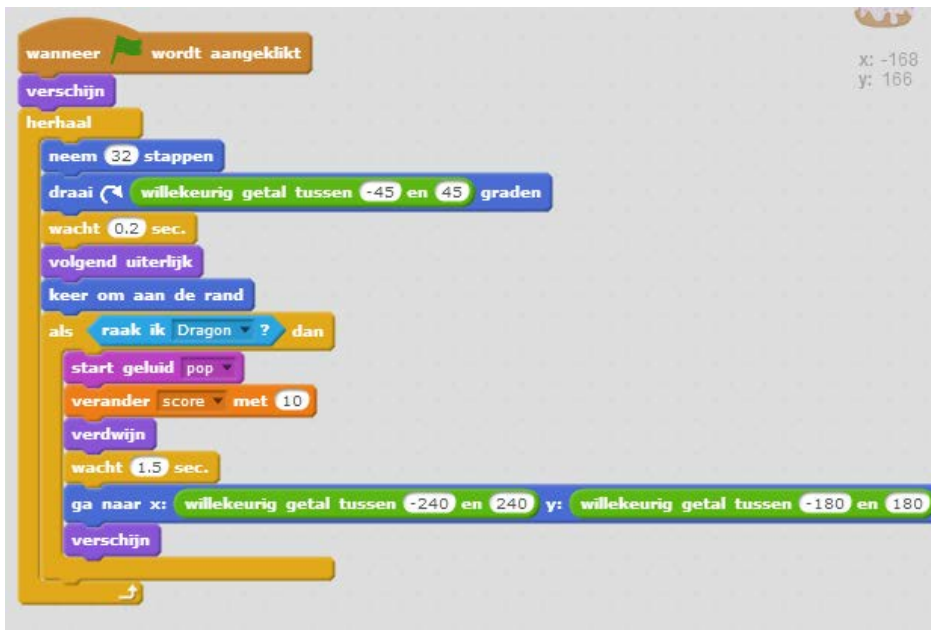 wanneer wordt aangeklikt
x: -168
y: 166
verschijn
herhaal
neem 32 stappen
draai willekeurig getal tussen -45 en 45 graden
wacht 0.2 sec.
volgend uiterlijk
keer om aan de rand
als raak ik Dragon ? dan
start geluid pop
verander score met 10
verdwijn
wacht 1.5 sec.
ga naar x: willekeurig getal tussen -240 en 240 y: willekeurig getal tussen -180 en 180
verschijn